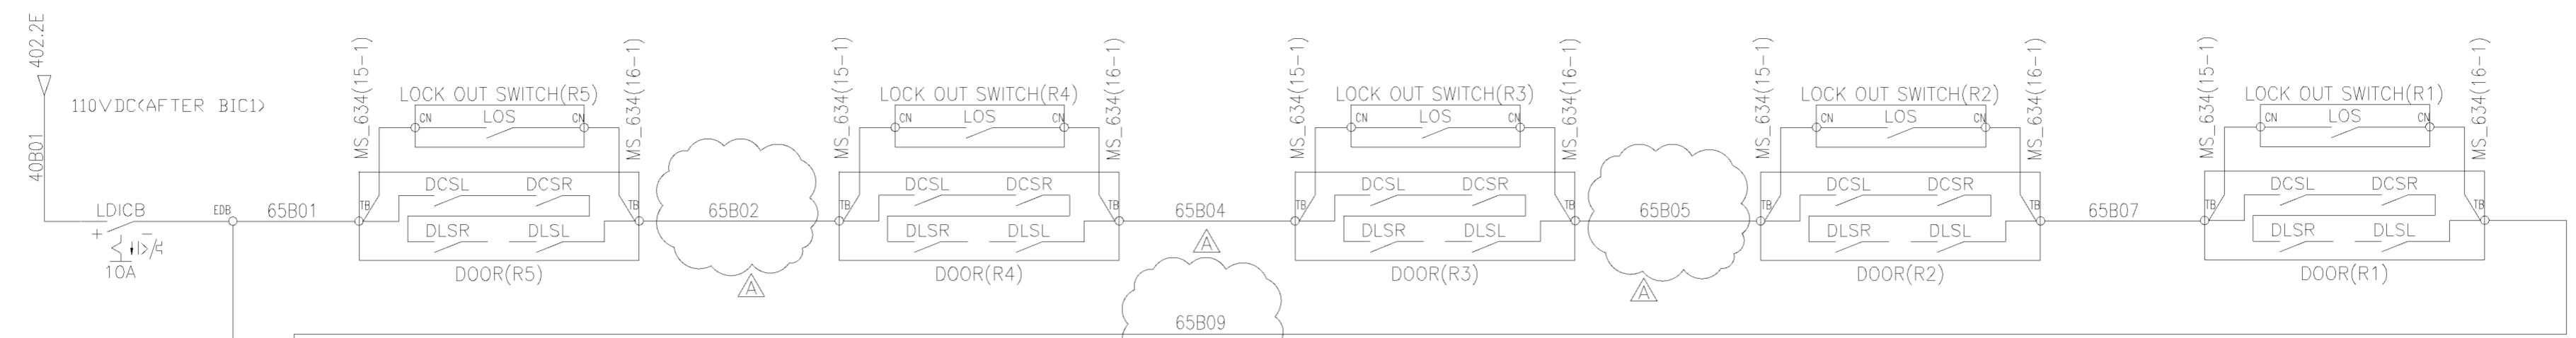 402.2E
40B01
110VDC(AFTER BIC1)
LDICB
+
-
10A
EDB
65B01
MS_634(15-1)
LOCK OUT SWITCH(R5)
CN
LOS
CN
MS_634(16-1)
TB
DCSL
DCSR
TB
DLSR
DLSL
DOOR(R5)
65B02
A
MS_634(15-1)
LOCK OUT SWITCH(R4)
CN
LOS
CN
MS_634(16-1)
TB
DCSL
DCSR
TB
DLSR
DLSL
DOOR(R4)
65B04
A
MS_634(15-1)
LOCK OUT SWITCH(R3)
CN
LOS
CN
MS_634(16-1)
TB
DCSL
DCSR
TB
DLSR
DLSL
DOOR(R3)
65B05
A
MS_634(15-1)
LOCK OUT SWITCH(R2)
CN
LOS
CN
MS_634(16-1)
TB
DCSL
DCSR
TB
DLSR
DLSL
DOOR(R2)
65B07
MS_634(15-1)
LOCK OUT SWITCH(R1)
CN
LOS
CN
MS_634(16-1)
TB
DCSL
DCSR
TB
DLSR
DLSL
DOOR(R1)
65B09